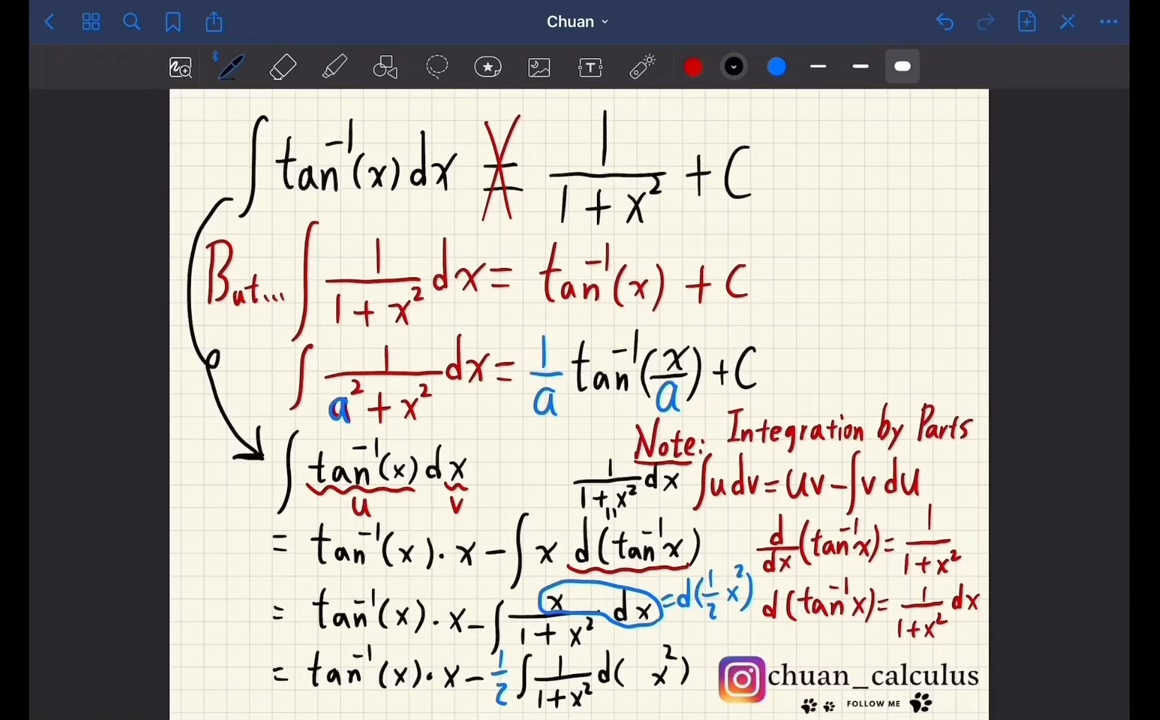 Chuan
∫ tan⁻¹(x) dx ≠ 1/(1+x²) + C
But... ∫ 1/(1+x²) dx = tan⁻¹(x) + C
∫ 1/(a²+x²) dx = 1/a tan⁻¹(x/a) + C
Note: Integration by Parts
∫ tan⁻¹(x) dx
u v
1/(1+x²) dx
∫u dv = uv − ∫v du
= tan⁻¹(x) · x − ∫ x d(tan⁻¹x)
d/dx (tan⁻¹x) = 1/(1+x²)
= tan⁻¹(x) · x − ∫ x/(1+x²) dx = d(½x²)
d(tan⁻¹x) = 1/(1+x²) dx
= tan⁻¹(x) · x − ½ ∫ 1/(1+x²) d( x²)
chuan_calculus
FOLLOW ME